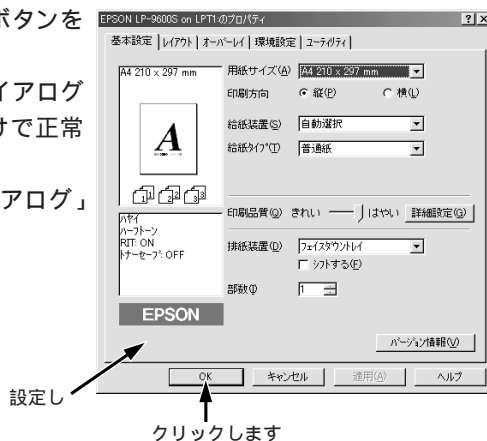 ボタンを
イアログ
けで正常
アログ」
設定し
EPSON LP-9600S on LPT1:のプロパティ
基本設定 レイアウト オーバーレイ 環境設定 ユーティリティ
A4 210 x 297 mm
A
1 1 2 2 3 3
ハヤイ
ハーフトーン
RIT: ON
トナーセーブ: OFF
EPSON
用紙サイズ(A) A4 210 x 297 mm
印刷方向 縦(P) 横(L)
給紙装置(S) 自動選択
給紙タイプ(T) 普通紙
印刷品質(Q) きれい はやい 詳細設定(G)
排紙装置(D) フェイスダウントレイ
シフトする(F)
部数(I) 1
バージョン情報(V)
OK キャンセル 適用(A) ヘルプ
クリックします